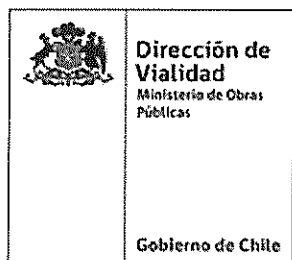 Dirección de
Vialidad
Ministerio de Obras
Públicas
Gobierno de Chile